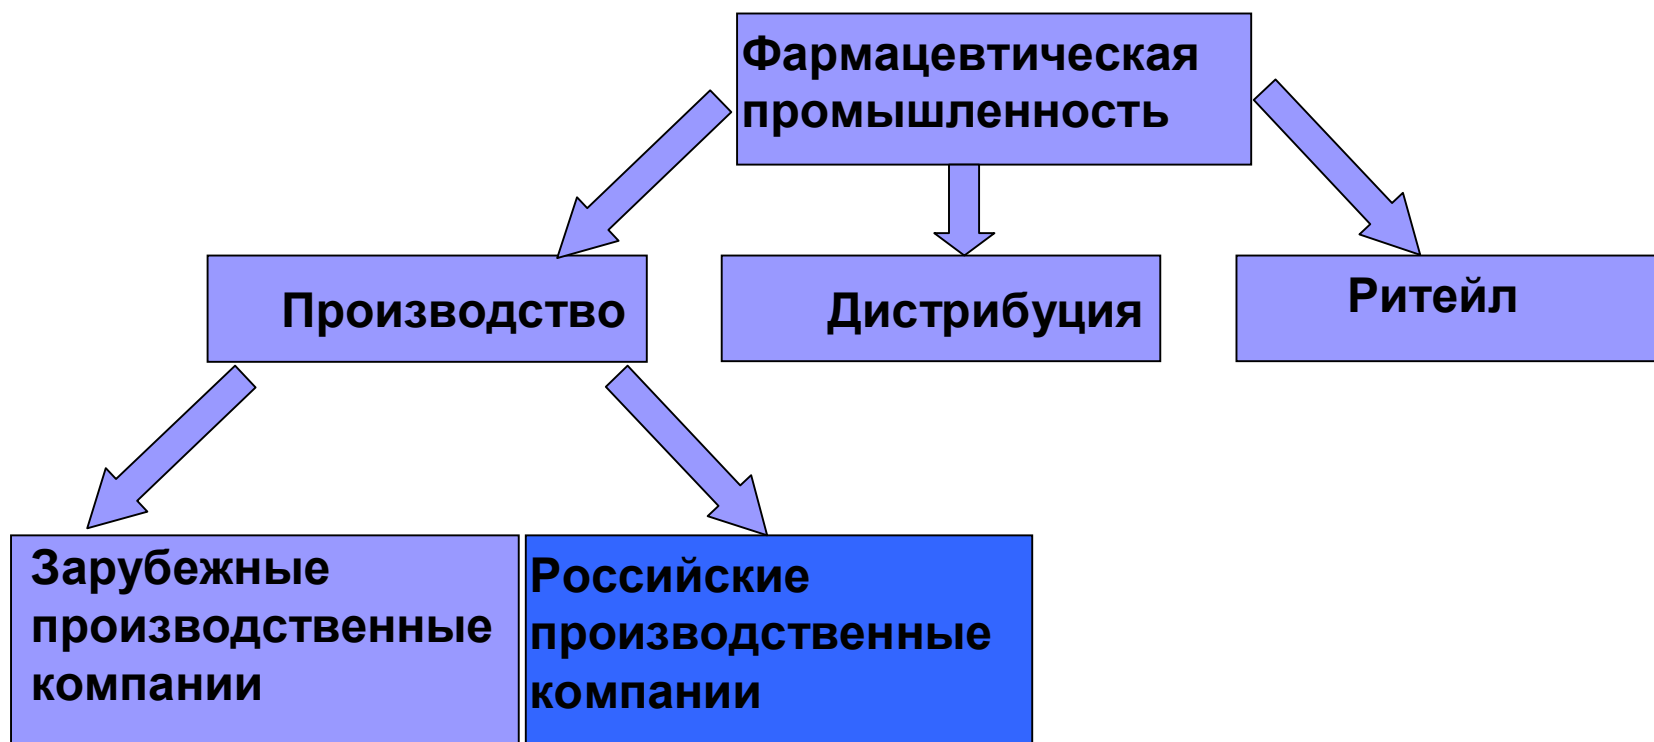 Фармацевтическая
промышленность
Производство
Дистрибуция
Ритейл
Зарубежные
производственные
компании
Российские
производственные
компании